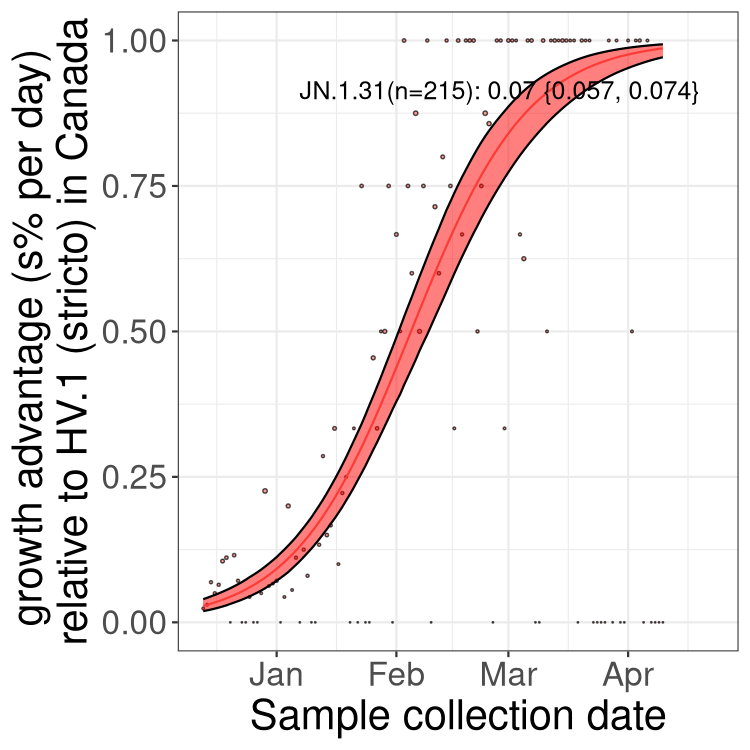 growth advantage (s% per day)
relative to HV.1 (stricto) in Canada
1.00
0.75
0.50
0.25
0.00
JN.1.31(n=215): 0.07 {0.057, 0.074}
Jan Feb Mar Apr
Sample collection date